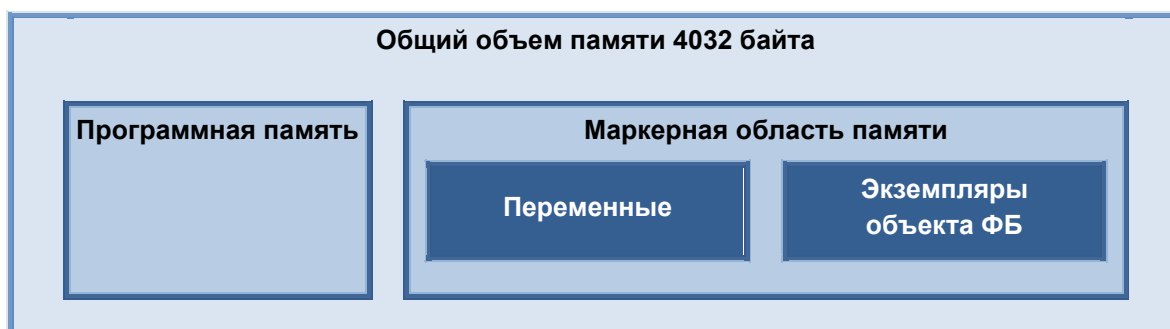 Общий объем памяти 4032 байта
Программная память
Маркерная область памяти
Переменные
Экземпляры
объекта ФБ